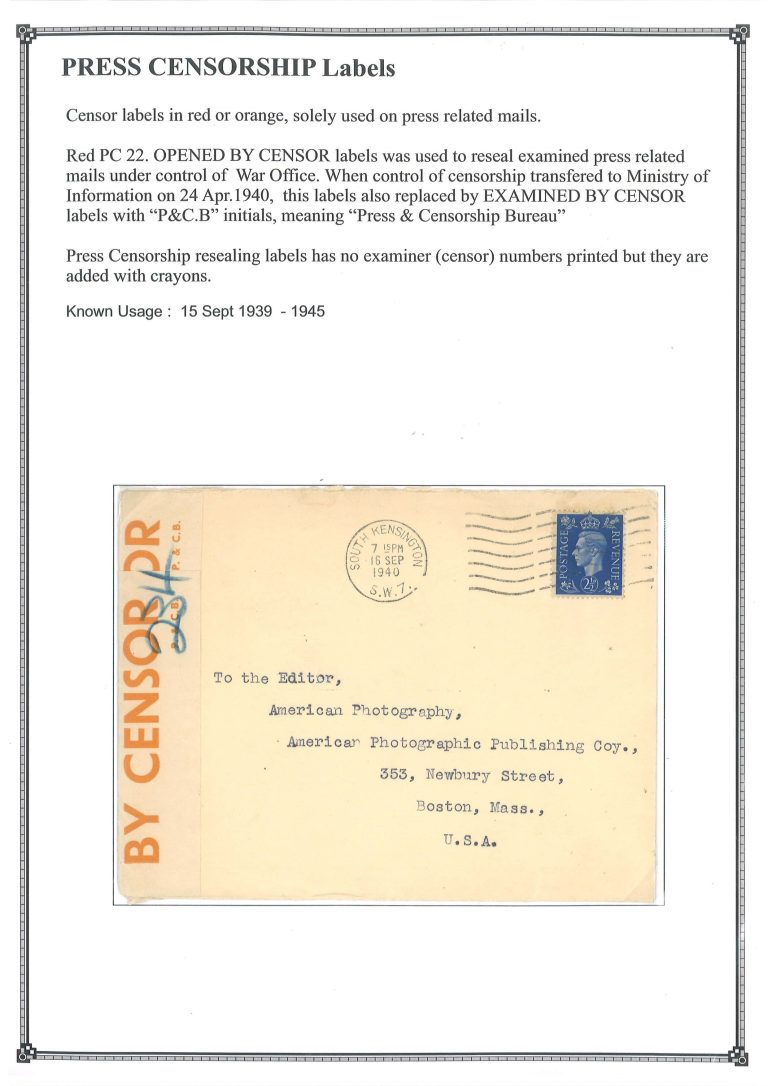 PRESS CENSORSHIP Labels
Censor labels in red or orange, solely used on press related mails.
Red PC 22. OPENED BY CENSOR labels was used to reseal examined press related
mails under control of War Office. When control of censorship transfered to Ministry of
Information on 24 Apr.1940, this labels also replaced by EXAMINED BY CENSOR
labels with “P&C.B” initials, meaning “Press & Censorship Bureau”
Press Censorship resealing labels has no examiner (censor) numbers printed but they are
added with crayons.
Known Usage : 15 Sept 1939 - 1945
BY CENSOR OR
P. & C.B.
P. & C.B.
234
SOUTH KENSINGTON
7 15PM
16 SEP
1940
S.W.7.
POSTAGE
REVENUE
2½D
To the Editor,
American Photography,
American Photographic Publishing Coy.,
353, Newbury Street,
Boston, Mass.,
U.S.A.